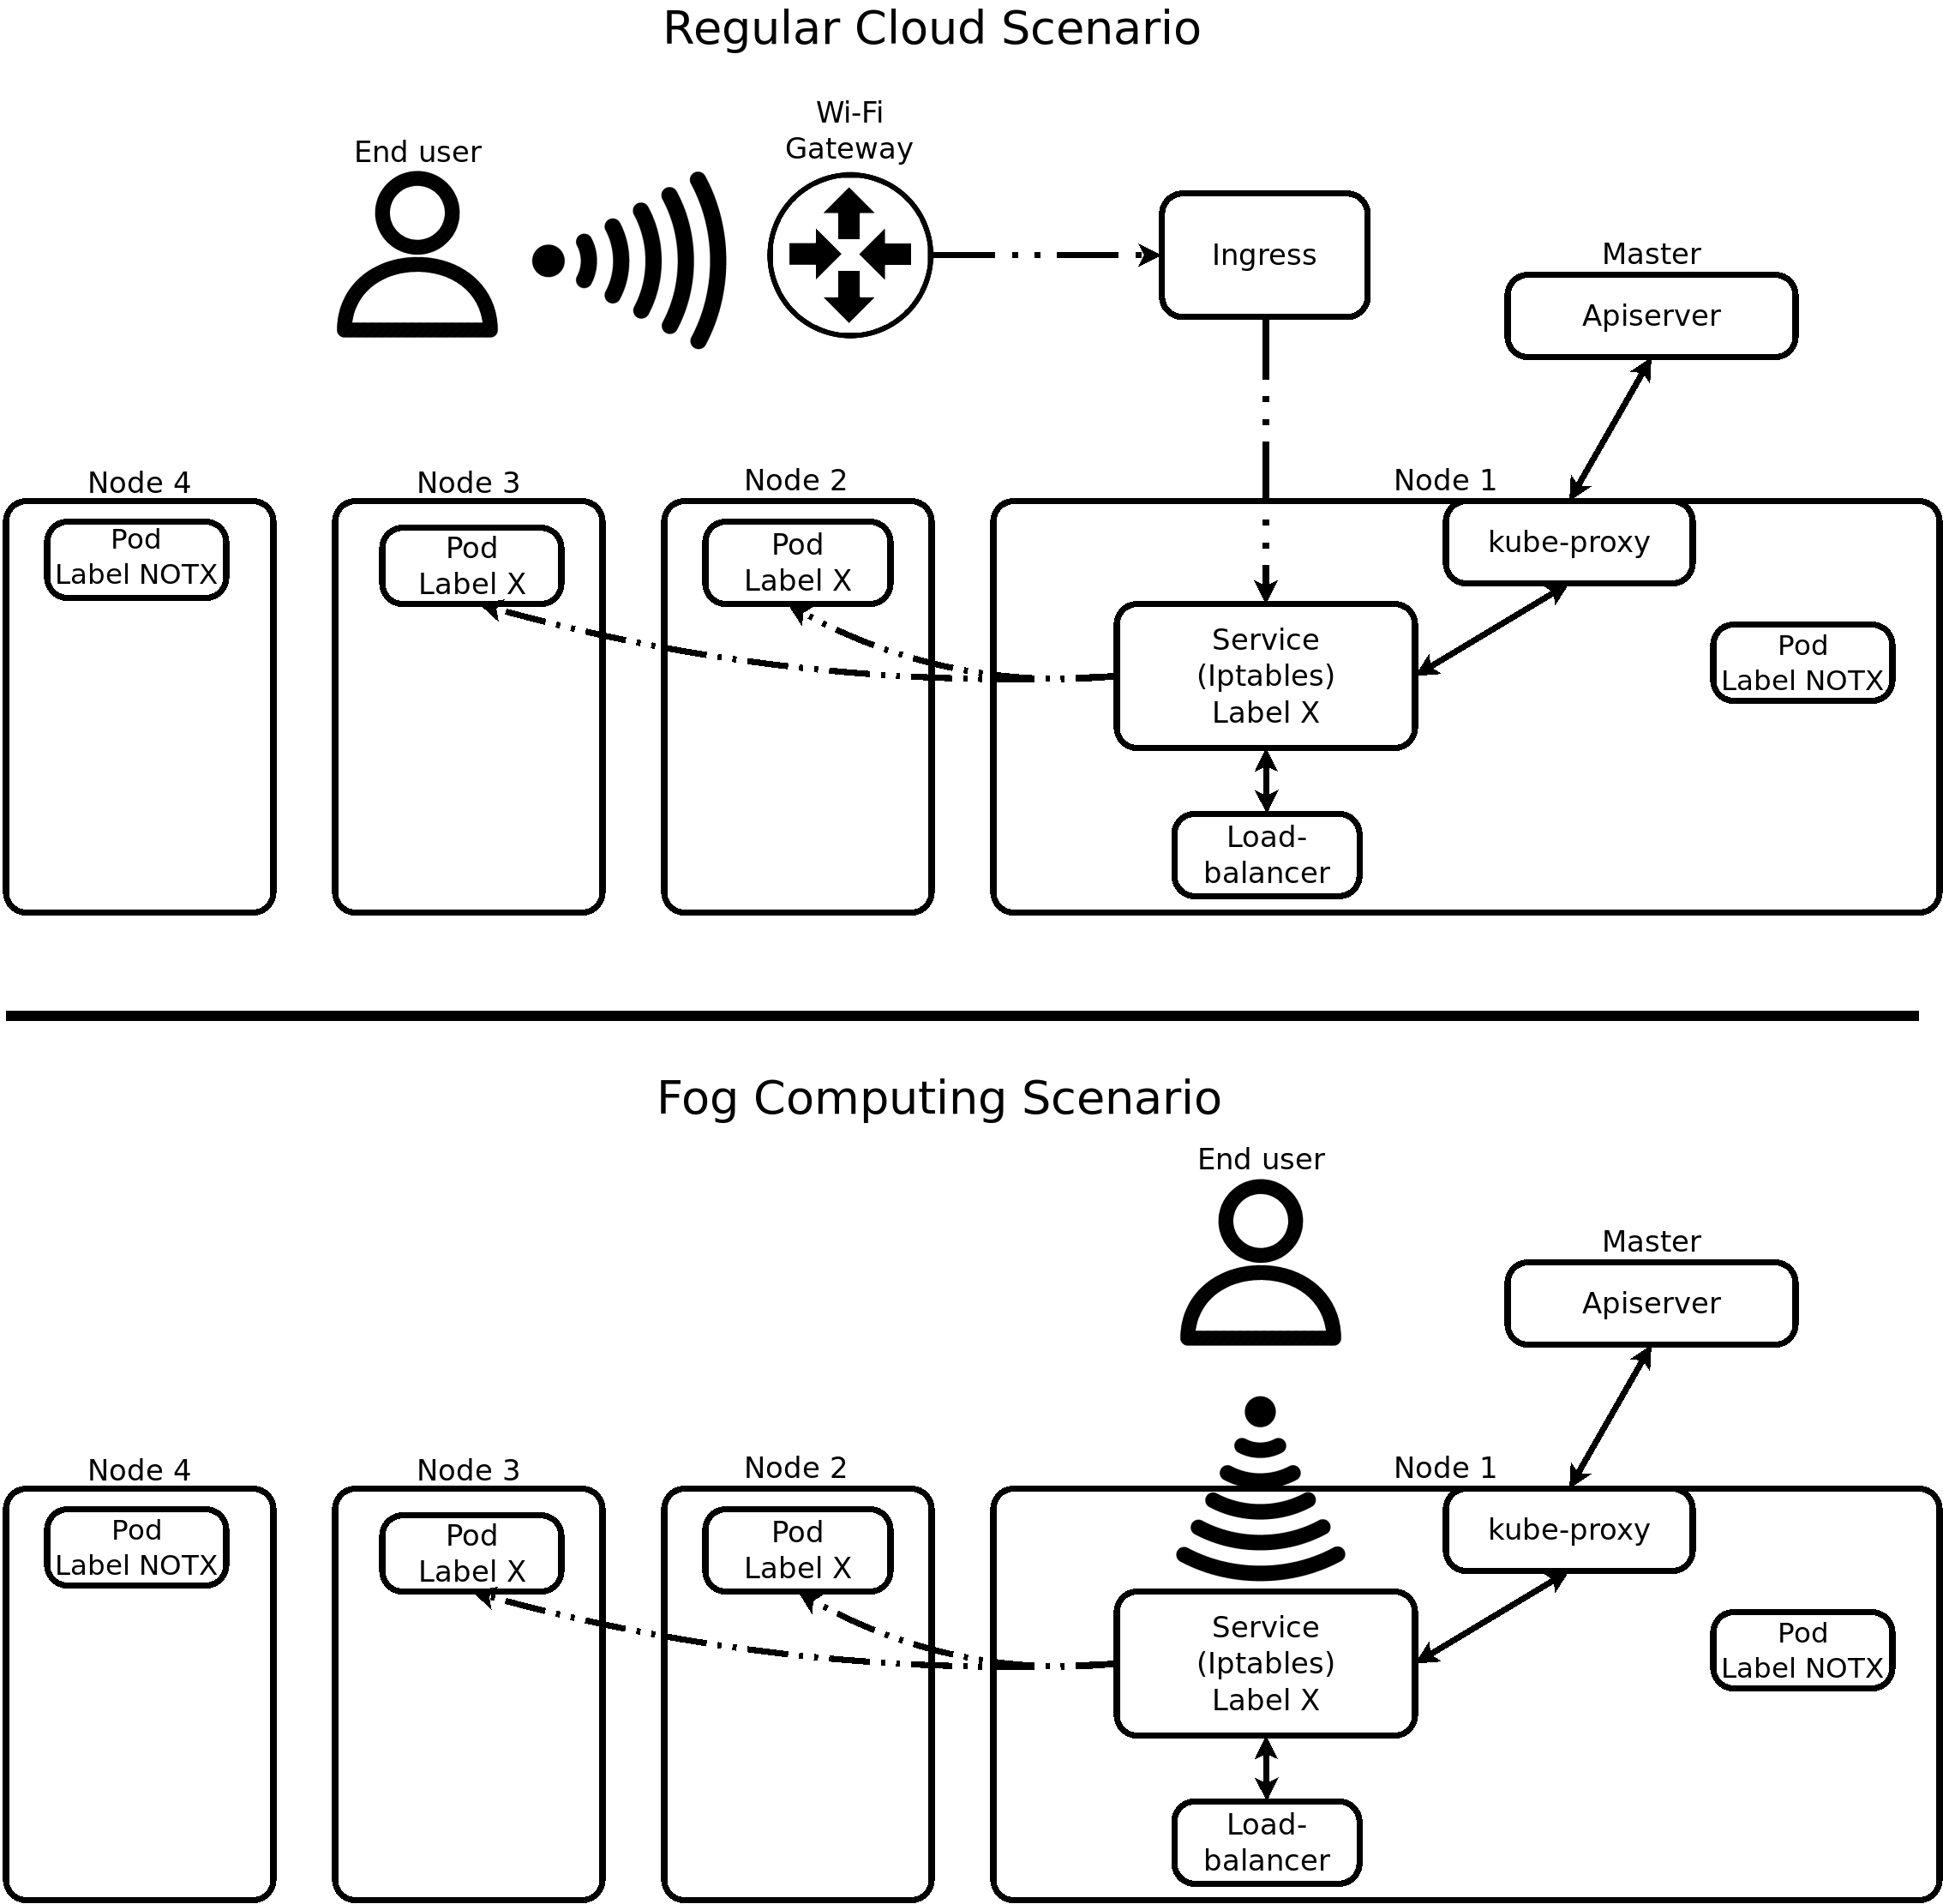 Regular Cloud Scenario
End user
Wi-Fi
Gateway
Ingress
Master
Apiserver
Node 4
Pod
Label NOTX
Node 3
Pod
Label X
Node 2
Pod
Label X
Node 1
kube-proxy
Service
(Iptables)
Label X
Pod
Label NOTX
Load-
balancer
Fog Computing Scenario
End user
Master
Apiserver
Node 4
Pod
Label NOTX
Node 3
Pod
Label X
Node 2
Pod
Label X
Node 1
kube-proxy
Service
(Iptables)
Label X
Pod
Label NOTX
Load-
balancer